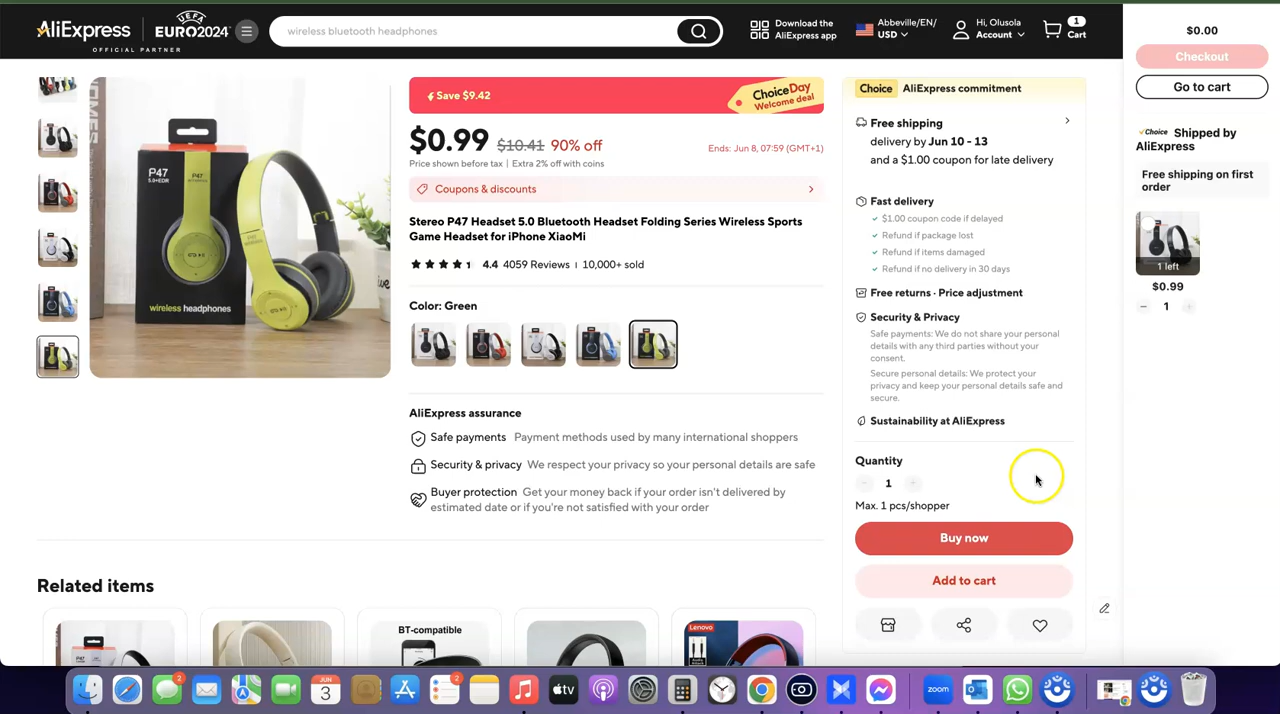 AliExpress
OFFICIAL PARTNER
UEFA
EURO2024
wireless bluetooth headphones
Download the
AliExpress app
Abbeville/EN/
USD
Hi, Olusola
Account
1
Cart
HOMES
P47
5.0+EDR
P47
wireless headphones
Save $9.42
ChoiceDay
Welcome deal
$0.99 $10.41 90% off
Ends: Jun 8, 07:59 (GMT+1)
Price shown before tax | Extra 2% off with coins
Coupons & discounts
Stereo P47 Headset 5.0 Bluetooth Headset Folding Series Wireless Sports
Game Headset for iPhone XiaoMi
4.4 4059 Reviews | 10,000+ sold
Color: Green
AliExpress assurance
Safe payments Payment methods used by many international shoppers
Security & privacy We respect your privacy so your personal details are safe
Buyer protection Get your money back if your order isn't delivered by
estimated date or if you're not satisfied with your order
Related items
BT-compatible
Lenovo
Choice AliExpress commitment
Free shipping
delivery by Jun 10 - 13
and a $1.00 coupon for late delivery
Fast delivery
$1.00 coupon code if delayed
Refund if package lost
Refund if items damaged
Refund if no delivery in 30 days
Free returns · Price adjustment
Security & Privacy
Safe payments: We do not share your personal
details with any third parties without your
consent.
Secure personal details: We protect your
privacy and keep your personal details safe and
secure.
Sustainability at AliExpress
Quantity
- 1 +
Max. 1 pcs/shopper
Buy now
Add to cart
$0.00
Checkout
Go to cart
Choice Shipped by
AliExpress
Free shipping on first
order
1 left
$0.99
- 1 +
2
JUN
3
2
tv
zoom